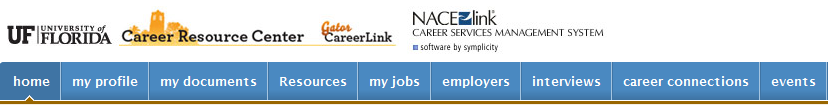 UF | UNIVERSITY of FLORIDA
Career Resource Center
Gator CareerLink
NACElink
CAREER SERVICES MANAGEMENT SYSTEM
software by symplicity
home my profile my documents Resources my jobs employers interviews career connections events